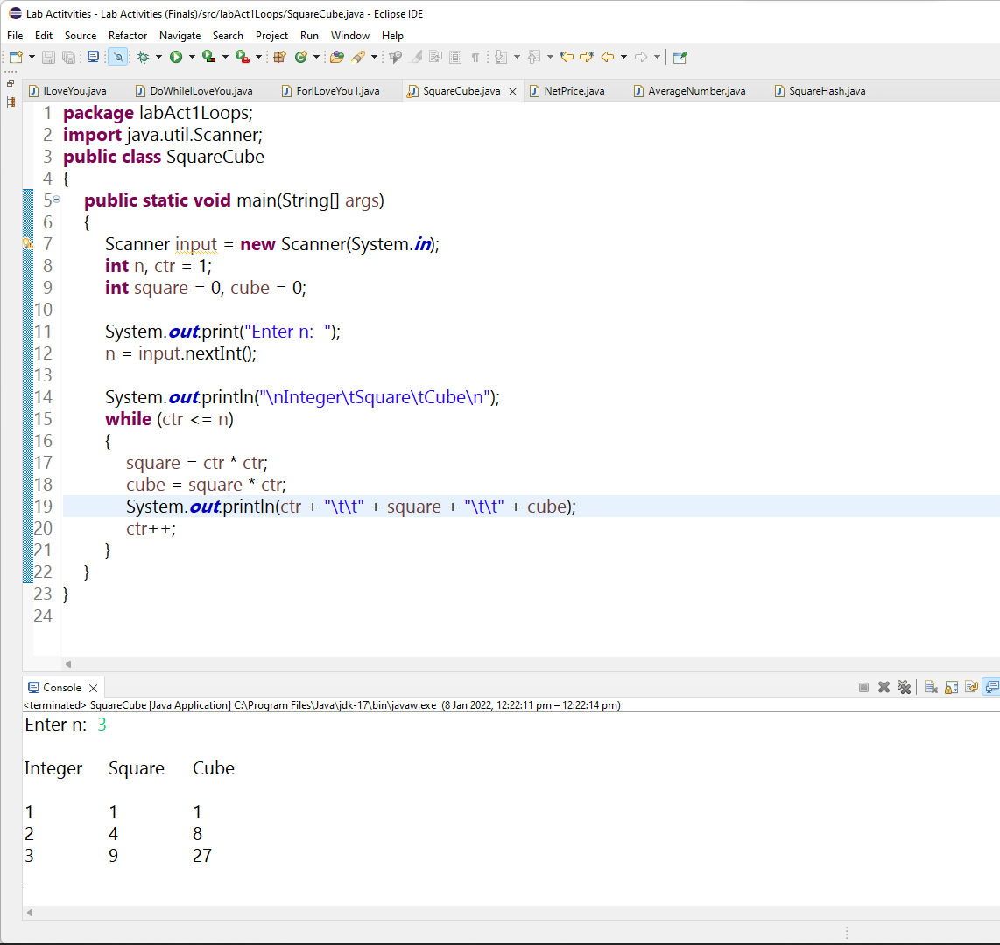 Lab Actitvities - Lab Activities (Finals)/src/labAct1Loops/SquareCube.java - Eclipse IDE
File Edit Source Refactor Navigate Search Project Run Window Help
ILoveYou.java DoWhileILoveYou.java ForILoveYou1.java SquareCube.java NetPrice.java AverageNumber.java SquareHash.java
1 package labAct1Loops;
2 import java.util.Scanner;
3 public class SquareCube
4 {
5 public static void main(String[] args)
6 {
7 Scanner input = new Scanner(System.in);
8 int n, ctr = 1;
9 int square = 0, cube = 0;
10
11 System.out.print("Enter n:  ");
12 n = input.nextInt();
13
14 System.out.println("\nInteger\tSquare\tCube\n");
15 while (ctr <= n)
16 {
17 square = ctr * ctr;
18 cube = square * ctr;
19 System.out.println(ctr + "\t\t" + square + "\t\t" + cube);
20 ctr++;
21 }
22 }
23 }
24
Console
<terminated> SquareCube [Java Application] C:\Program Files\Java\jdk-17\bin\javaw.exe (8 Jan 2022, 12:22:11 pm – 12:22:14 pm)
Enter n:  3
Integer Square Cube
1 1 1
2 4 8
3 9 27